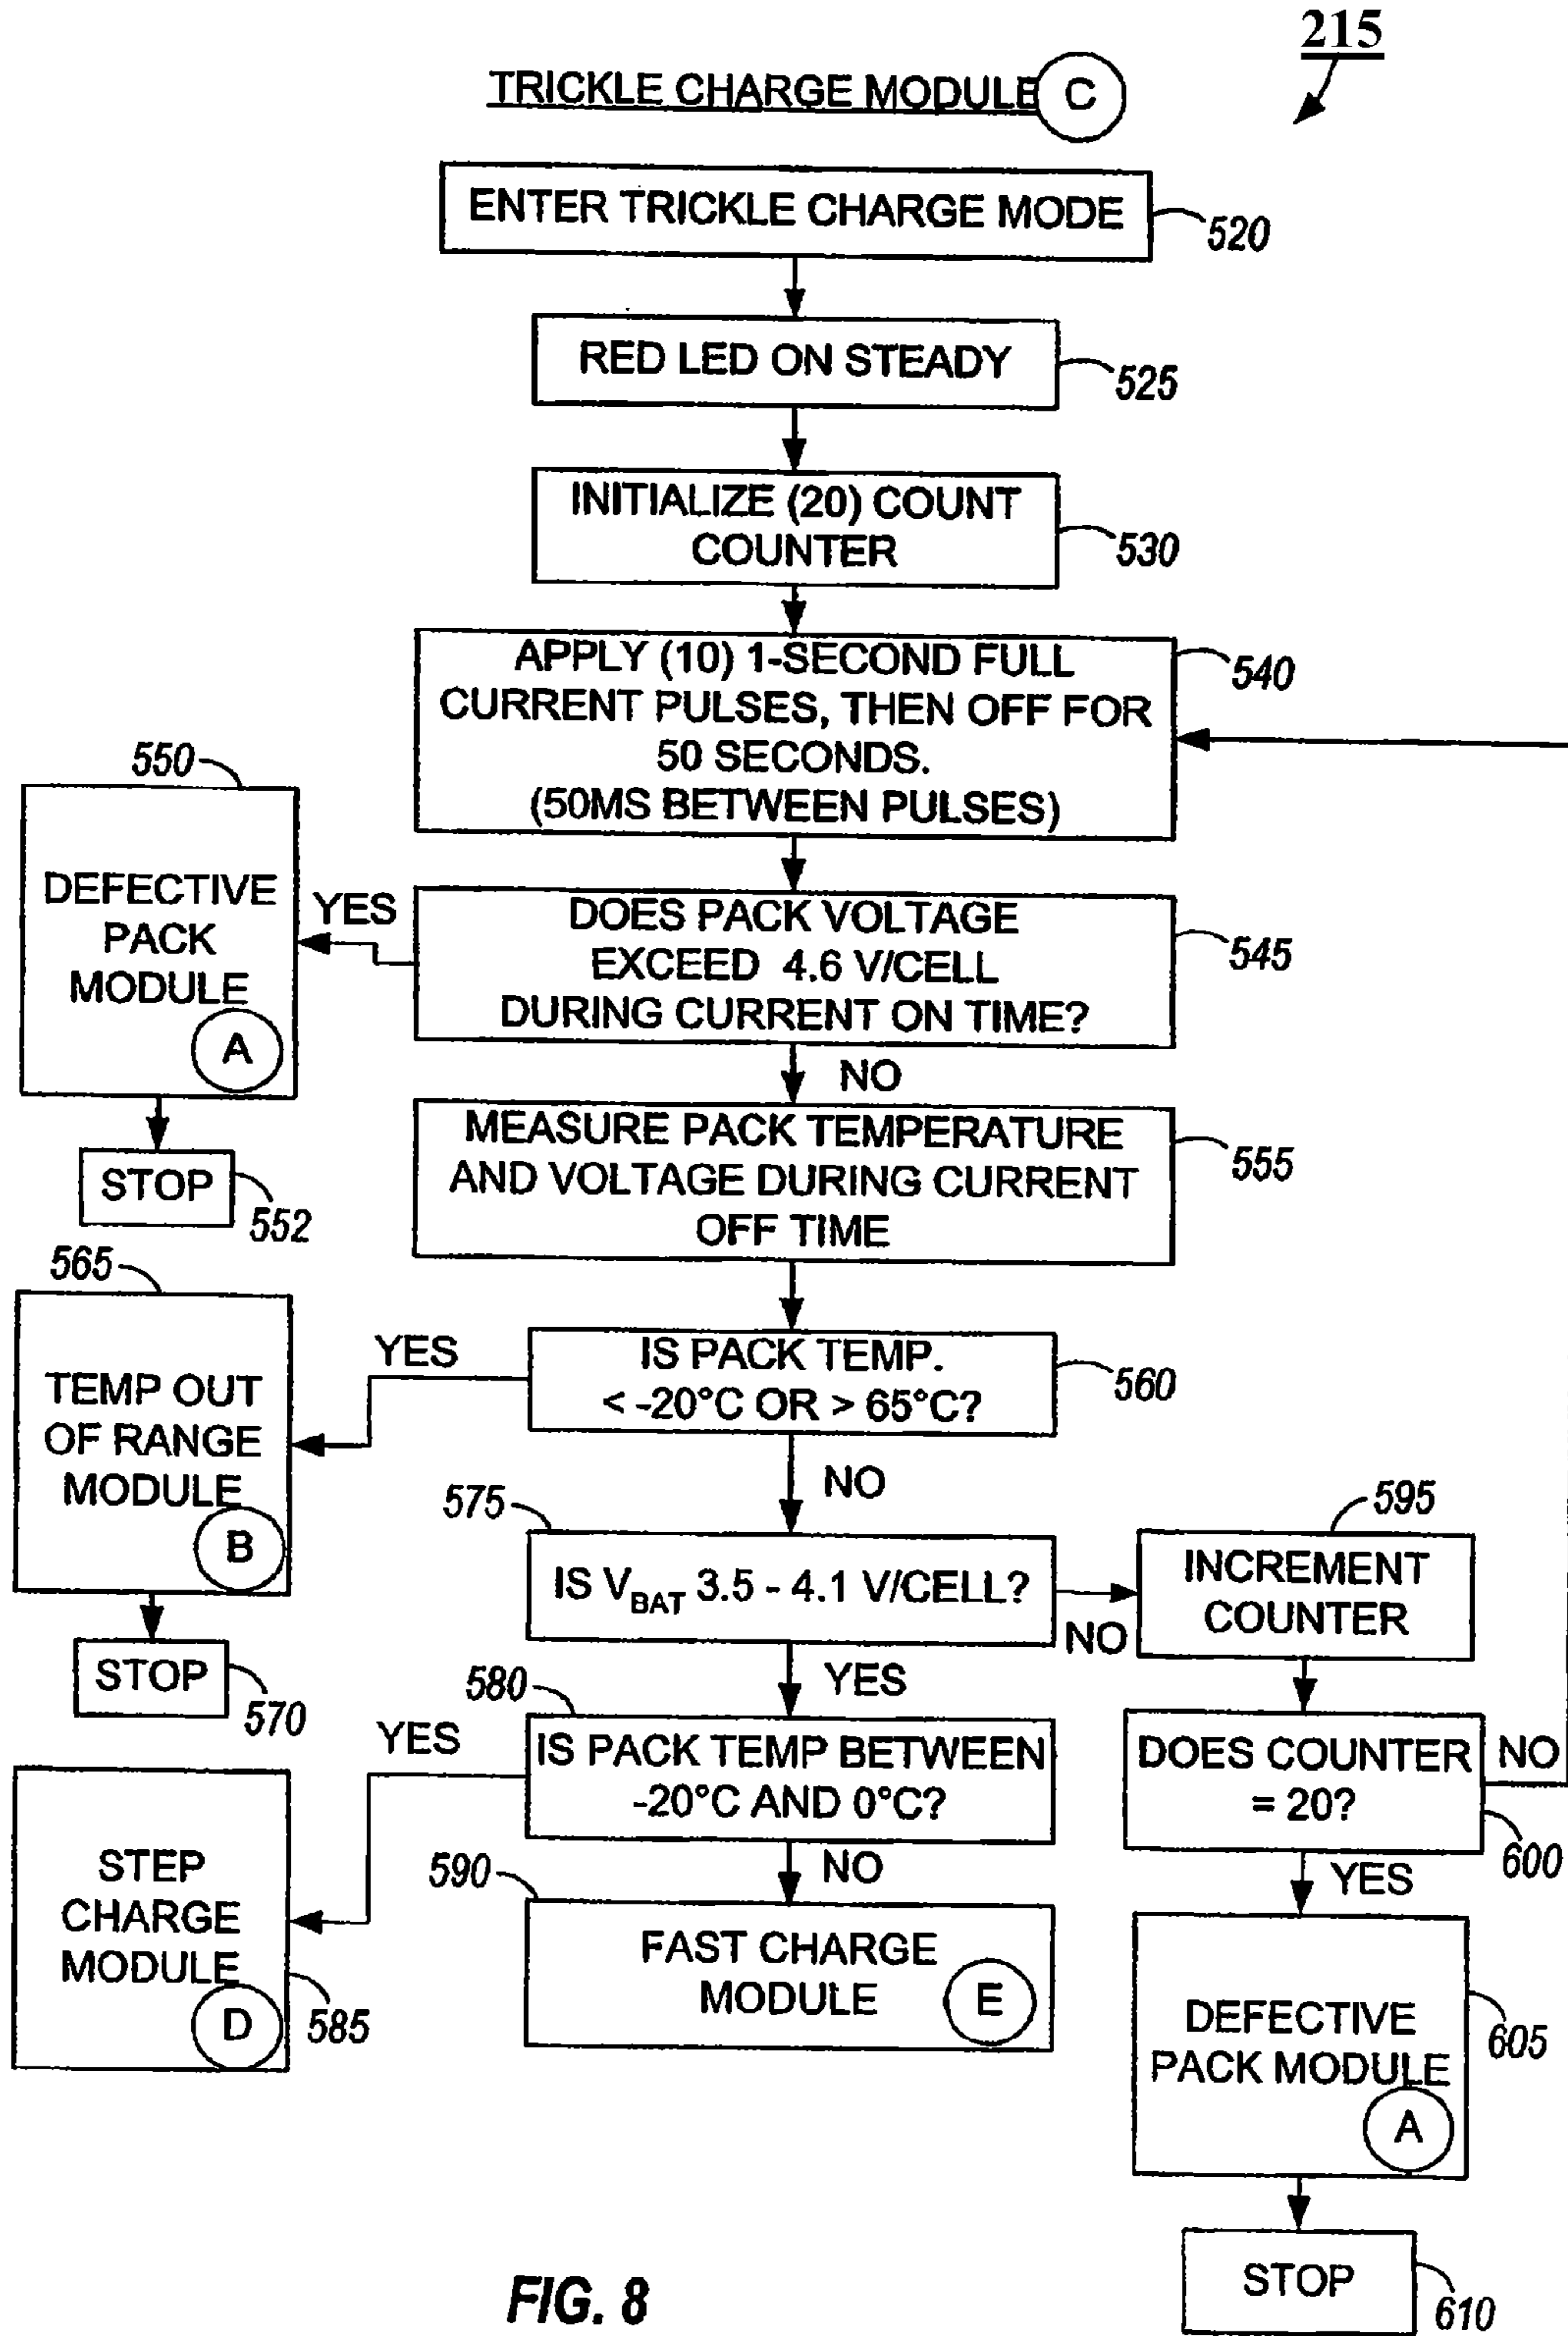 215
TRICKLE CHARGE MODULE C
ENTER TRICKLE CHARGE MODE
520
RED LED ON STEADY
525
INITIALIZE (20) COUNT
COUNTER
530
APPLY (10) 1-SECOND FULL
CURRENT PULSES, THEN OFF FOR
50 SECONDS.
(50MS BETWEEN PULSES)
540
550
DEFECTIVE
PACK
MODULE
A
YES
DOES PACK VOLTAGE
EXCEED 4.6 V/CELL
DURING CURRENT ON TIME?
545
NO
STOP
552
MEASURE PACK TEMPERATURE
AND VOLTAGE DURING CURRENT
OFF TIME
555
565
TEMP OUT
OF RANGE
MODULE
B
YES
IS PACK TEMP.
< -20°C OR > 65°C?
560
NO
STOP
570
575
IS VBAT 3.5 - 4.1 V/CELL?
NO
595
INCREMENT
COUNTER
YES
580
IS PACK TEMP BETWEEN
-20°C AND 0°C?
YES
DOES COUNTER
= 20?
NO
600
STEP
CHARGE
MODULE
D
585
NO
590
FAST CHARGE
MODULE
E
YES
DEFECTIVE
PACK MODULE
A
605
STOP
610
FIG. 8